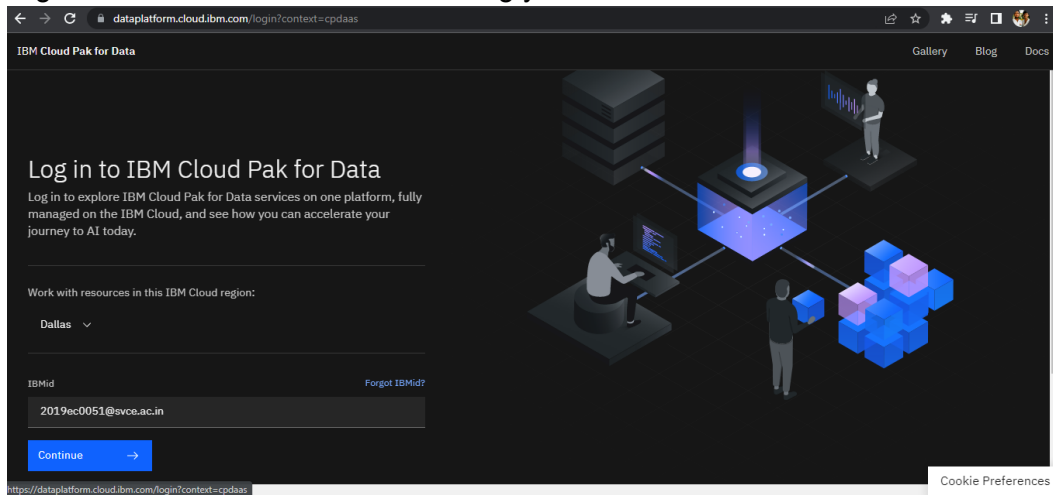 dataplatform.cloud.ibm.com/login?context=cpdaas
IBM Cloud Pak for Data
Gallery Blog Docs
Log in to IBM Cloud Pak for Data
Log in to explore IBM Cloud Pak for Data services on one platform, fully
managed on the IBM Cloud, and see how you can accelerate your
journey to AI today.
Work with resources in this IBM Cloud region:
Dallas
IBMid Forgot IBMid?
2019ec0051@svce.ac.in
Continue
https://dataplatform.cloud.ibm.com/login?context=cpdaas
Cookie Preferences